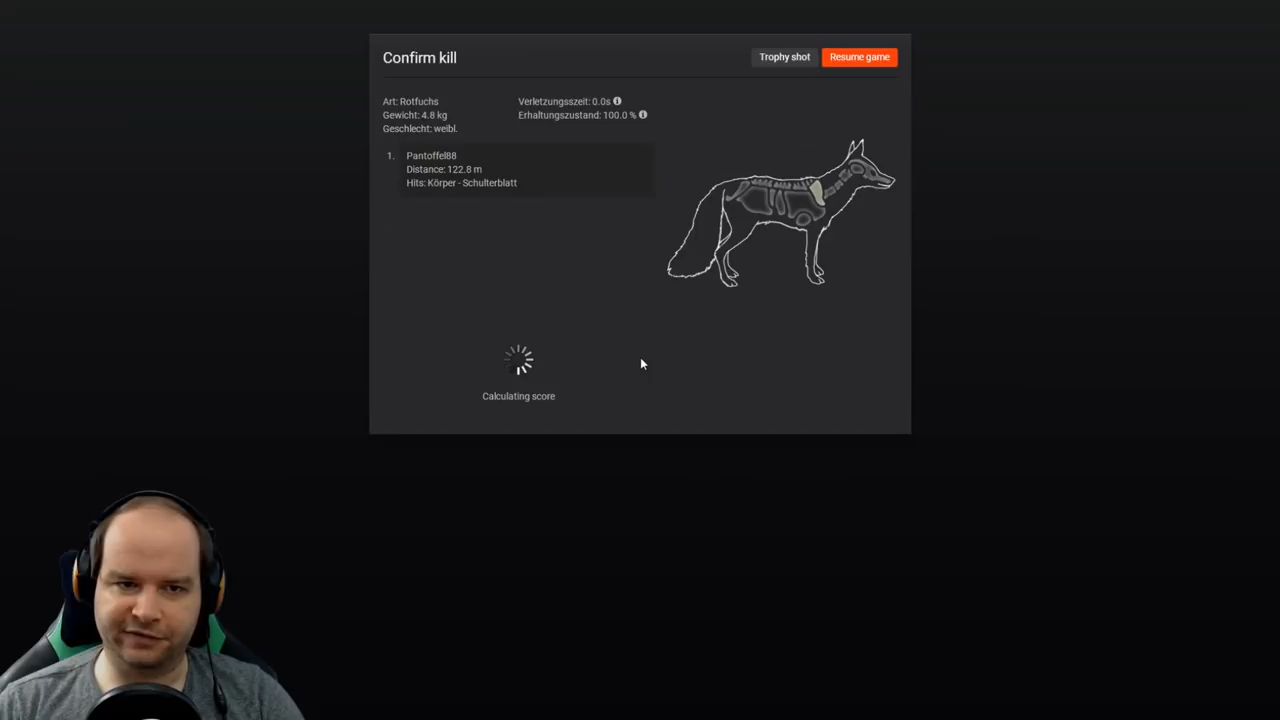 Confirm kill
Trophy shot
Resume game
Art: Rotfuchs
Gewicht: 4.8 kg
Geschlecht: weibl.
Verletzungsszeit: 0.0s
Erhaltungszustand: 100.0 %
1.
Pantoffel88
Distance: 122.8 m
Hits: Körper - Schulterblatt
Calculating score